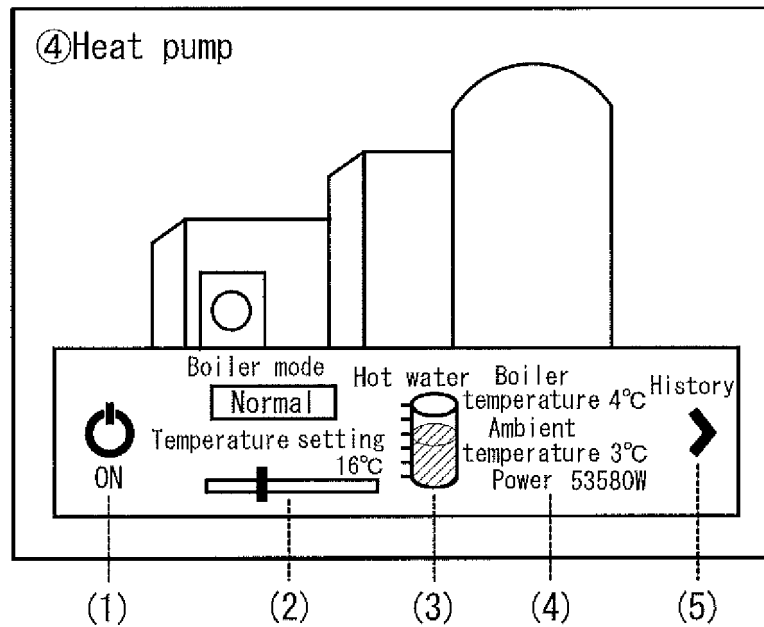 ④Heat pump
Boiler mode
Normal
Temperature setting
16℃
ON
Hot water
Boiler
temperature 4℃
Ambient
temperature 3℃
Power 53580W
History
(1) (2) (3) (4) (5)